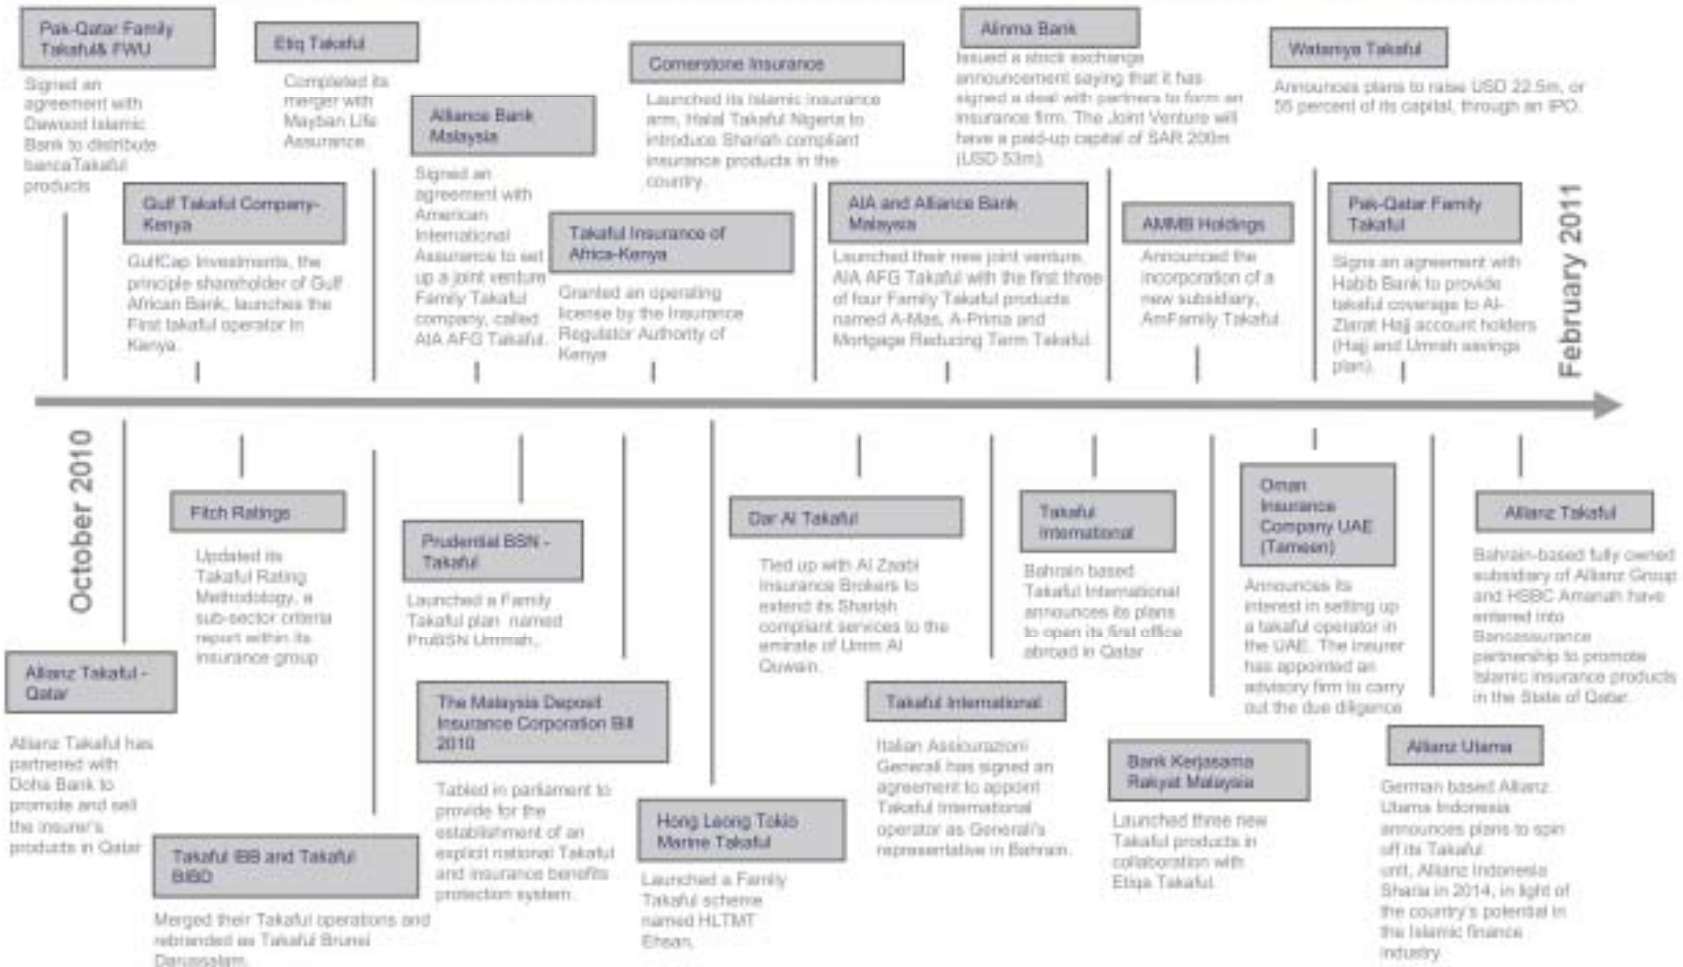 Pak-Qatar Family
Takaful& FWU
Signed an
agreement with
Dawood Islamic
Bank to distribute
bancaTakaful
products
Gulf Takaful Company-
Kenya
GulfCap Investments, the
principle shareholder of Gulf
African Bank, launches the
First takaful operator in
Kenya.
Etiq Takaful
Completed its
merger with
Mayban Life
Assurance.
Alliance Bank
Malaysia
Signed an
agreement with
American
International
Assurance to set
up a joint venture
Family Takaful
company, called
AIA AFG Takaful.
Takaful Insurance of
Africa-Kenya
Granted an operating
license by the Insurance
Regulator Authority of
Kenya
Cornerstone Insurance
Launched its Islamic insurance
arm, Halal Takaful Nigeria to
introduce Shariah compliant
insurance products in the
country.
AIA and Alliance Bank
Malaysia
Launched their new joint venture,
AIA AFG Takaful with the first three
of four Family Takaful products
named A-Mas, A-Prima and
Mortgage Reducing Term Takaful.
Alinma Bank
Issued a stock exchange
announcement saying that it has
signed a deal with partners to form an
insurance firm. The Joint Venture will
have a paid-up capital of SAR 200m
(USD 53m).
AMMB Holdings
Announced the
incorporation of a
new subsidiary,
AmFamily Takaful.
Wataniya Takaful
Announces plans to raise USD 22.5m, or
55 percent of its capital, through an IPO.
Pak-Qatar Family
Takaful
Signs an agreement with
Habib Bank to provide
takaful coverage to Al-
Ziarat Hajj account holders
(Hajj and Umrah savings
plan).
February 2011
October 2010
Allianz Takaful -
Qatar
Allianz Takaful has
partnered with
Doha Bank to
promote and sell
the insurer's
products in Qatar
Fitch Ratings
Updated its
Takaful Rating
Methodology, a
sub-sector criteria
report within its
insurance group
Takaful IBB and Takaful
BIBD
Merged their Takaful operations and
rebranded as Takaful Brunei
Darussalam.
Prudential BSN -
Takaful
Launched a Family
Takaful plan named
PruBSN Ummah,.
The Malaysia Deposit
Insurance Corporation Bill
2010
Tabled in parliament to
provide for the
establishment of an
explicit national Takaful
and insurance benefits
protection system.
Hong Leong Tokio
Marine Takaful
Launched a Family
Takaful scheme
named HLTMT
Ehsan,
Dar Al Takaful
Tied up with Al Zaabi
Insurance Brokers to
extend its Shariah
compliant services to the
emirate of Umm Al
Quwain.
Takaful International
Italian Assicurazioni
Generali has signed an
agreement to appoint
Takaful International
operator as Generali's
representative in Bahrain.
Takaful
International
Bahrain based
Takaful International
announces its plans
to open its first office
abroad in Qatar
Bank Kerjasama
Rakyat Malaysia
Launched three new
Takaful products in
collaboration with
Etiqa Takaful.
Oman
Insurance
Company UAE
(Tameen)
Announces its
interest in setting up
a takaful operator in
the UAE. The insurer
has appointed an
advisory firm to carry
out the due diligence
Allianz Utama
German based Allianz
Utama Indonesia
announces plans to spin
off its Takaful
unit, Allianz Indonesia
Sharia in 2014, in light of
the country's potential in
the Islamic finance
industry
Allianz Takaful
Bahrain-based fully owned
subsidiary of Allianz Group
and HSBC Amanah have
entered into
Bancassurance
partnership to promote
Islamic insurance products
in the State of Qatar.